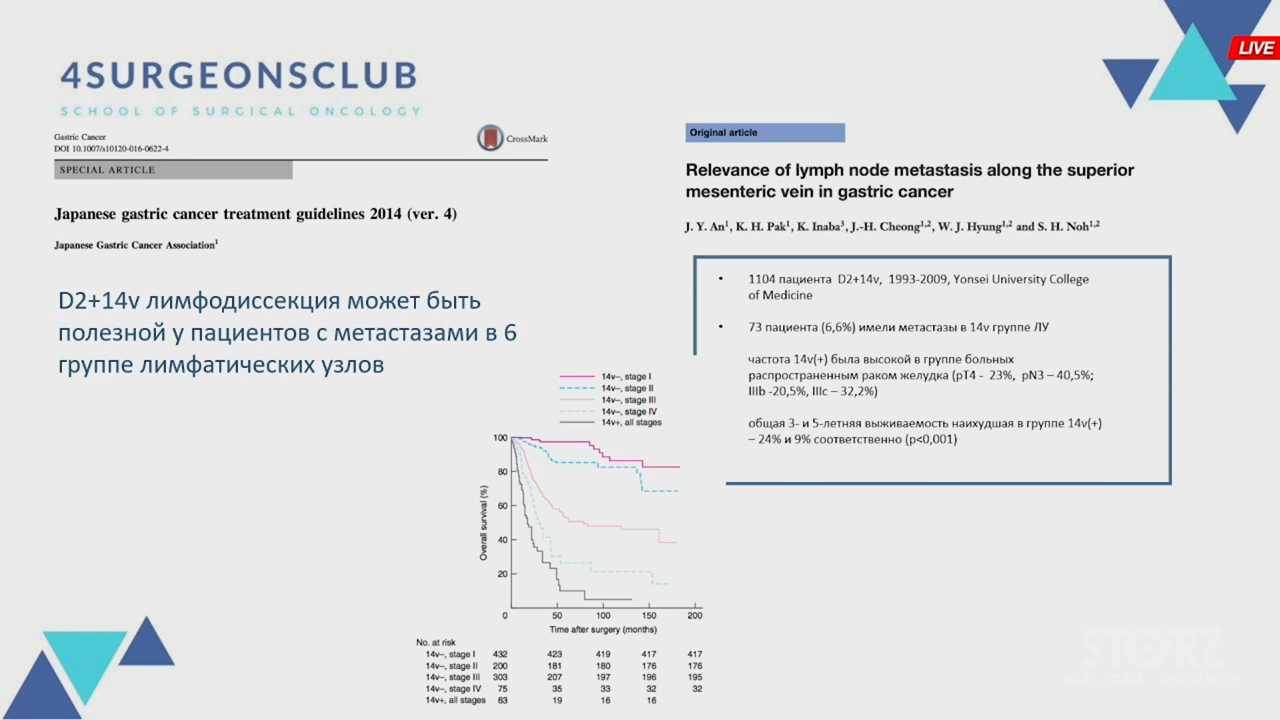 4SURGEONSCLUB
SCHOOL OF SURGICAL ONCOLOGY
LIVE
Gastric Cancer
DOI 10.1007/s10120-016-0622-4
CrossMark
SPECIAL ARTICLE
Japanese gastric cancer treatment guidelines 2014 (ver. 4)
Japanese Gastric Cancer Association¹
D2+14v лимфодиссекция может быть
полезной у пациентов с метастазами в 6
группе лимфатических узлов
Original article
Relevance of lymph node metastasis along the superior
mesenteric vein in gastric cancer
J. Y. An¹, K. H. Pak¹, K. Inaba³, J.-H. Cheong¹,², W. J. Hyung¹,² and S. H. Noh¹,²
• 1104 пациента D2+14v, 1993-2009, Yonsei University College
of Medicine
• 73 пациента (6,6%) имели метастазы в 14v группе ЛУ
частота 14v(+) была высокой в группе больных
распространенным раком желудка (pT4 - 23%, pN3 – 40,5%;
IIIb -20,5%, IIIc – 32,2%)
общая 3- и 5-летняя выживаемость наихудшая в группе 14v(+)
– 24% и 9% соответственно (p<0,001)
14v–, stage I
14v–, stage II
14v–, stage III
14v–, stage IV
14v+, all stages
100
80
60
40
20
Overall survival (%)
0 50 100 150 200
Time after surgery (months)
No. at risk
14v–, stage I 432 423 419 417 417
14v–, stage II 200 181 180 176 176
14v–, stage III 303 207 197 196 195
14v–, stage IV 75 35 33 32 32
14v+, all stages 63 19 16 16
STORZ